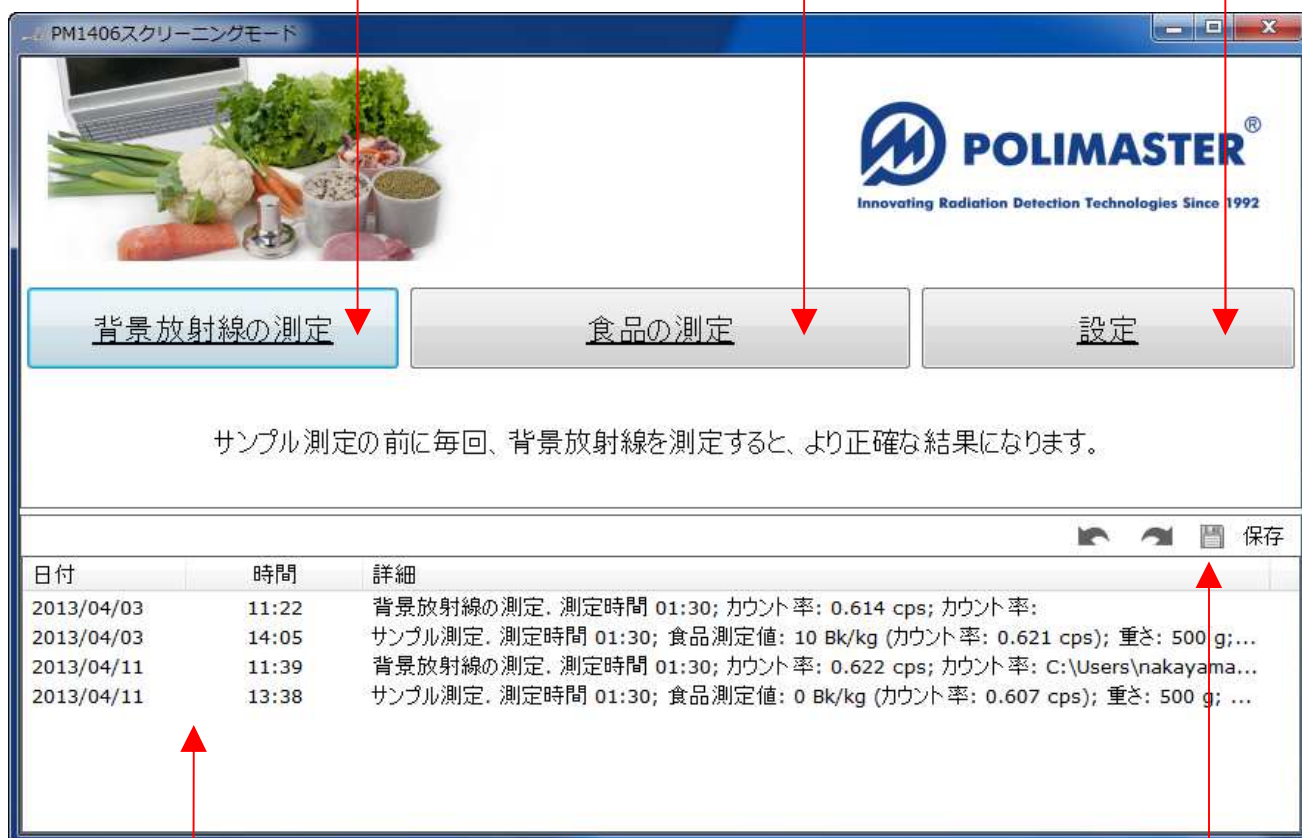 PM1406スクリーニングモード
POLIMASTER®
Innovating Radiation Detection Technologies Since 1992
背景放射線の測定
食品の測定
設定
サンプル測定の前に毎回、背景放射線を測定すると、より正確な結果になります。
保存
日付 時間 詳細
2013/04/03 11:22 背景放射線の測定. 測定時間 01:30; カウント率: 0.614 cps; カウント率:
2013/04/03 14:05 サンプル測定. 測定時間 01:30; 食品測定値: 10 Bk/kg (カウント率: 0.621 cps); 重さ: 500 g;...
2013/04/11 11:39 背景放射線の測定. 測定時間 01:30; カウント率: 0.622 cps; カウント率: C:\Users\nakayama...
2013/04/11 13:38 サンプル測定. 測定時間 01:30; 食品測定値: 0 Bk/kg (カウント率: 0.607 cps); 重さ: 500 g; ...